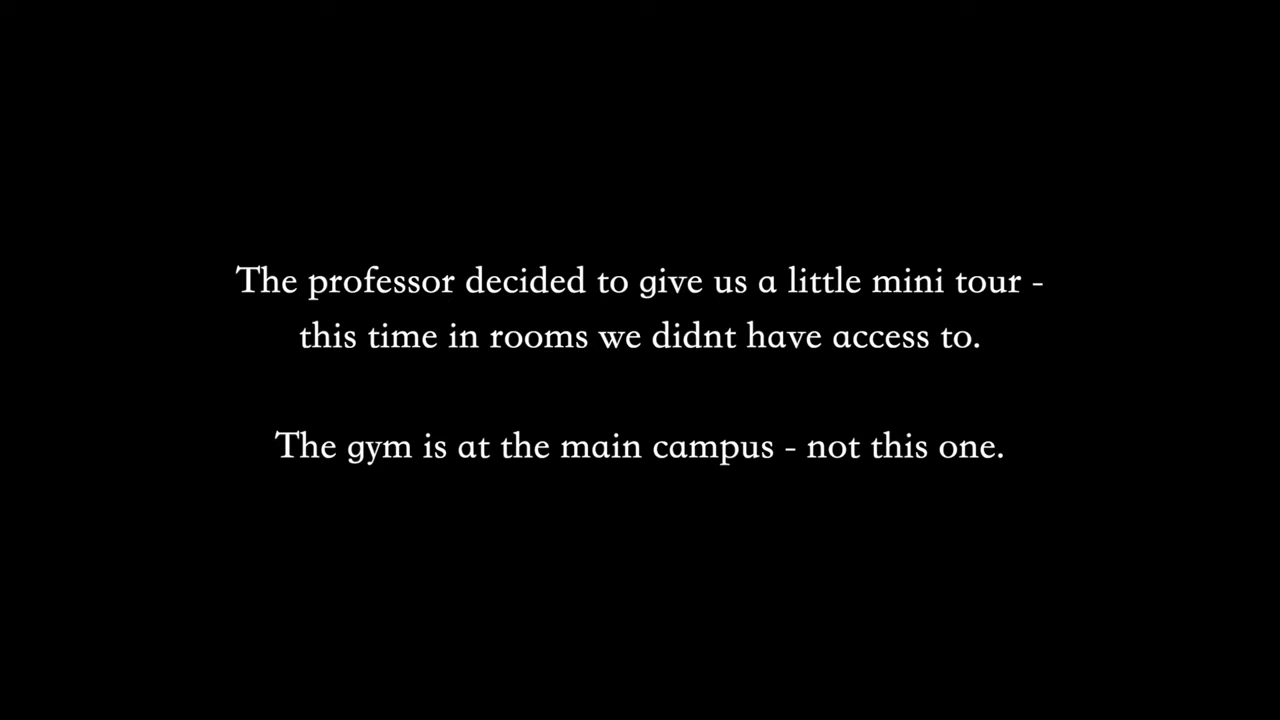 The professor decided to give us a little mini tour -
this time in rooms we didnt have access to.
The gym is at the main campus - not this one.